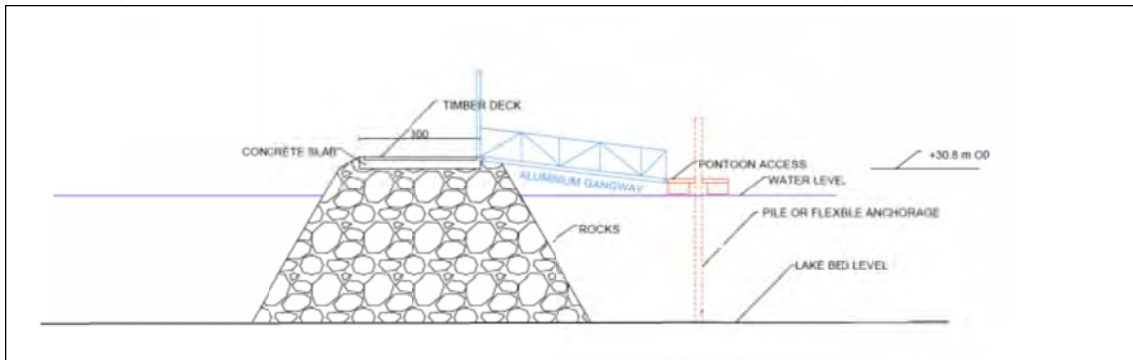 TIMBER DECK
300
CONCRETE SLAB
PONTOON ACCESS
+30.8 m OD
ALUMINIUM GANGWAY
WATER LEVEL
PILE OR FLEXBLE ANCHORAGE
ROCKS
LAKE BED LEVEL